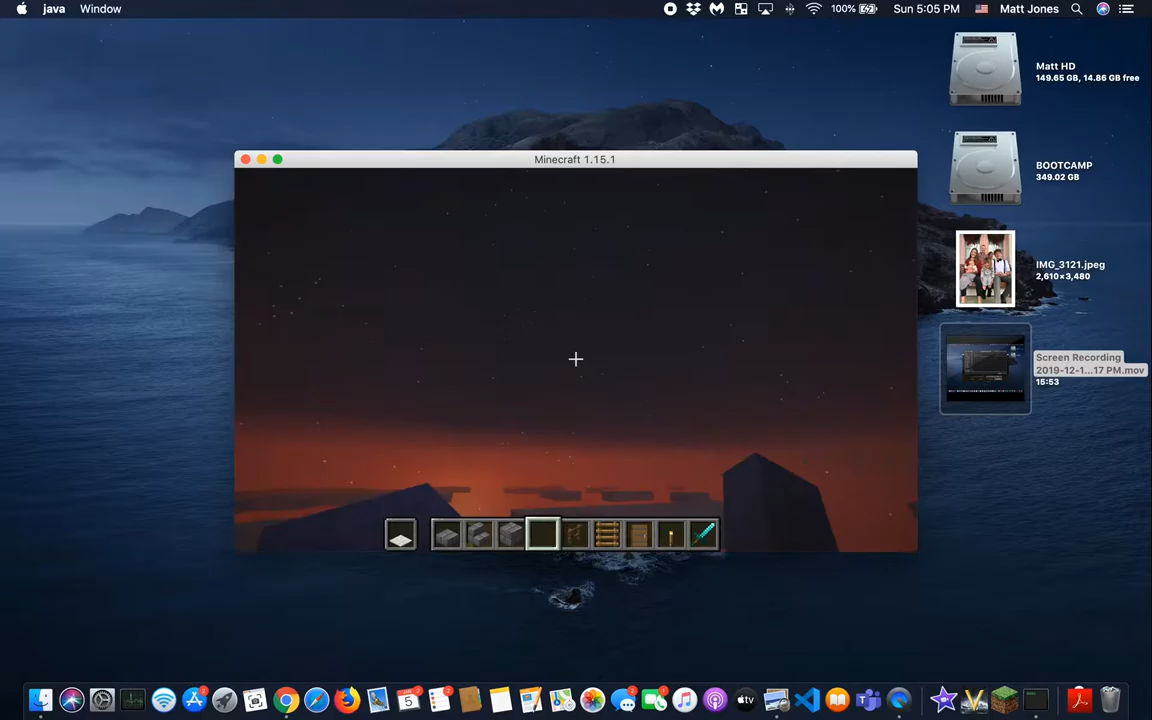 java Window 100% Sun 5:05 PM Matt Jones
Matt HD
149.65 GB, 14.86 GB free
BOOTCAMP
349.02 GB
Minecraft 1.15.1
IMG_3121.jpeg
2,610×3,480
Screen Recording
2019-12-1...17 PM.mov
15:53
tv